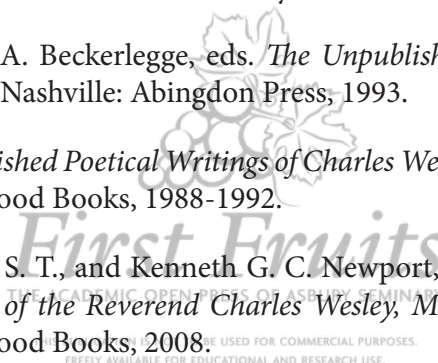 A. Beckerlegge, eds. The Unpublish
Nashville: Abingdon Press, 1993.
ished Poetical Writings of Charles We
ood Books, 1988-1992.
First Fruits
S. T., and Kenneth G. C. Newport,
THE ACADEMIC OPEN PRESS OF ASBURY SEMINARY
of the Reverend Charles Wesley, M
ood Books, 2008.
BE USED FOR COMMERCIAL PURPOSES.
FREELY AVAILABLE FOR EDUCATIONAL AND RESEARCH USE.